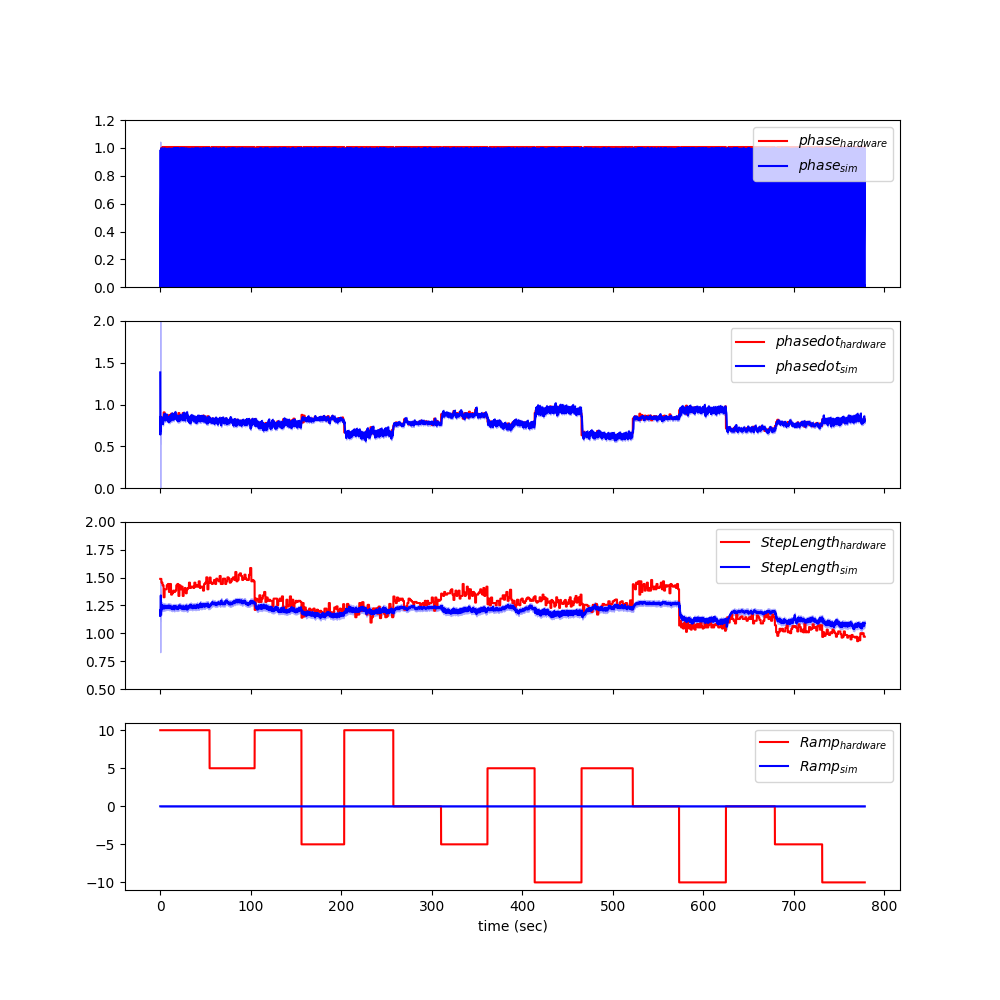 1.2
1.0
0.8
0.6
0.4
0.2
0.0
phase_hardware
phase_sim
2.0
1.5
1.0
0.5
0.0
phasedot_hardware
phasedot_sim
2.00
1.75
1.50
1.25
1.00
0.75
0.50
StepLength_hardware
StepLength_sim
10
5
0
−5
−10
Ramp_hardware
Ramp_sim
0 100 200 300 400 500 600 700 800
time (sec)